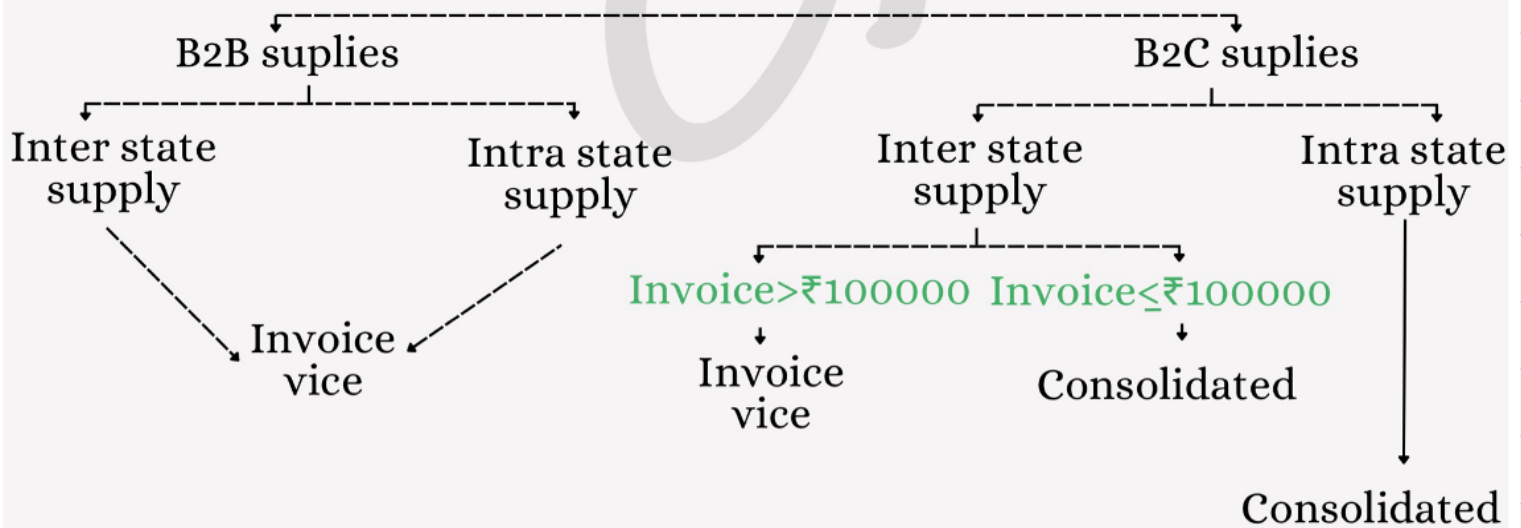 B2B suplies
B2C suplies
Inter state
supply
Intra state
supply
Inter state
supply
Intra state
supply
Invoice>₹100000
Invoice≤₹100000
Invoice
vice
Invoice
vice
Consolidated
Consolidated